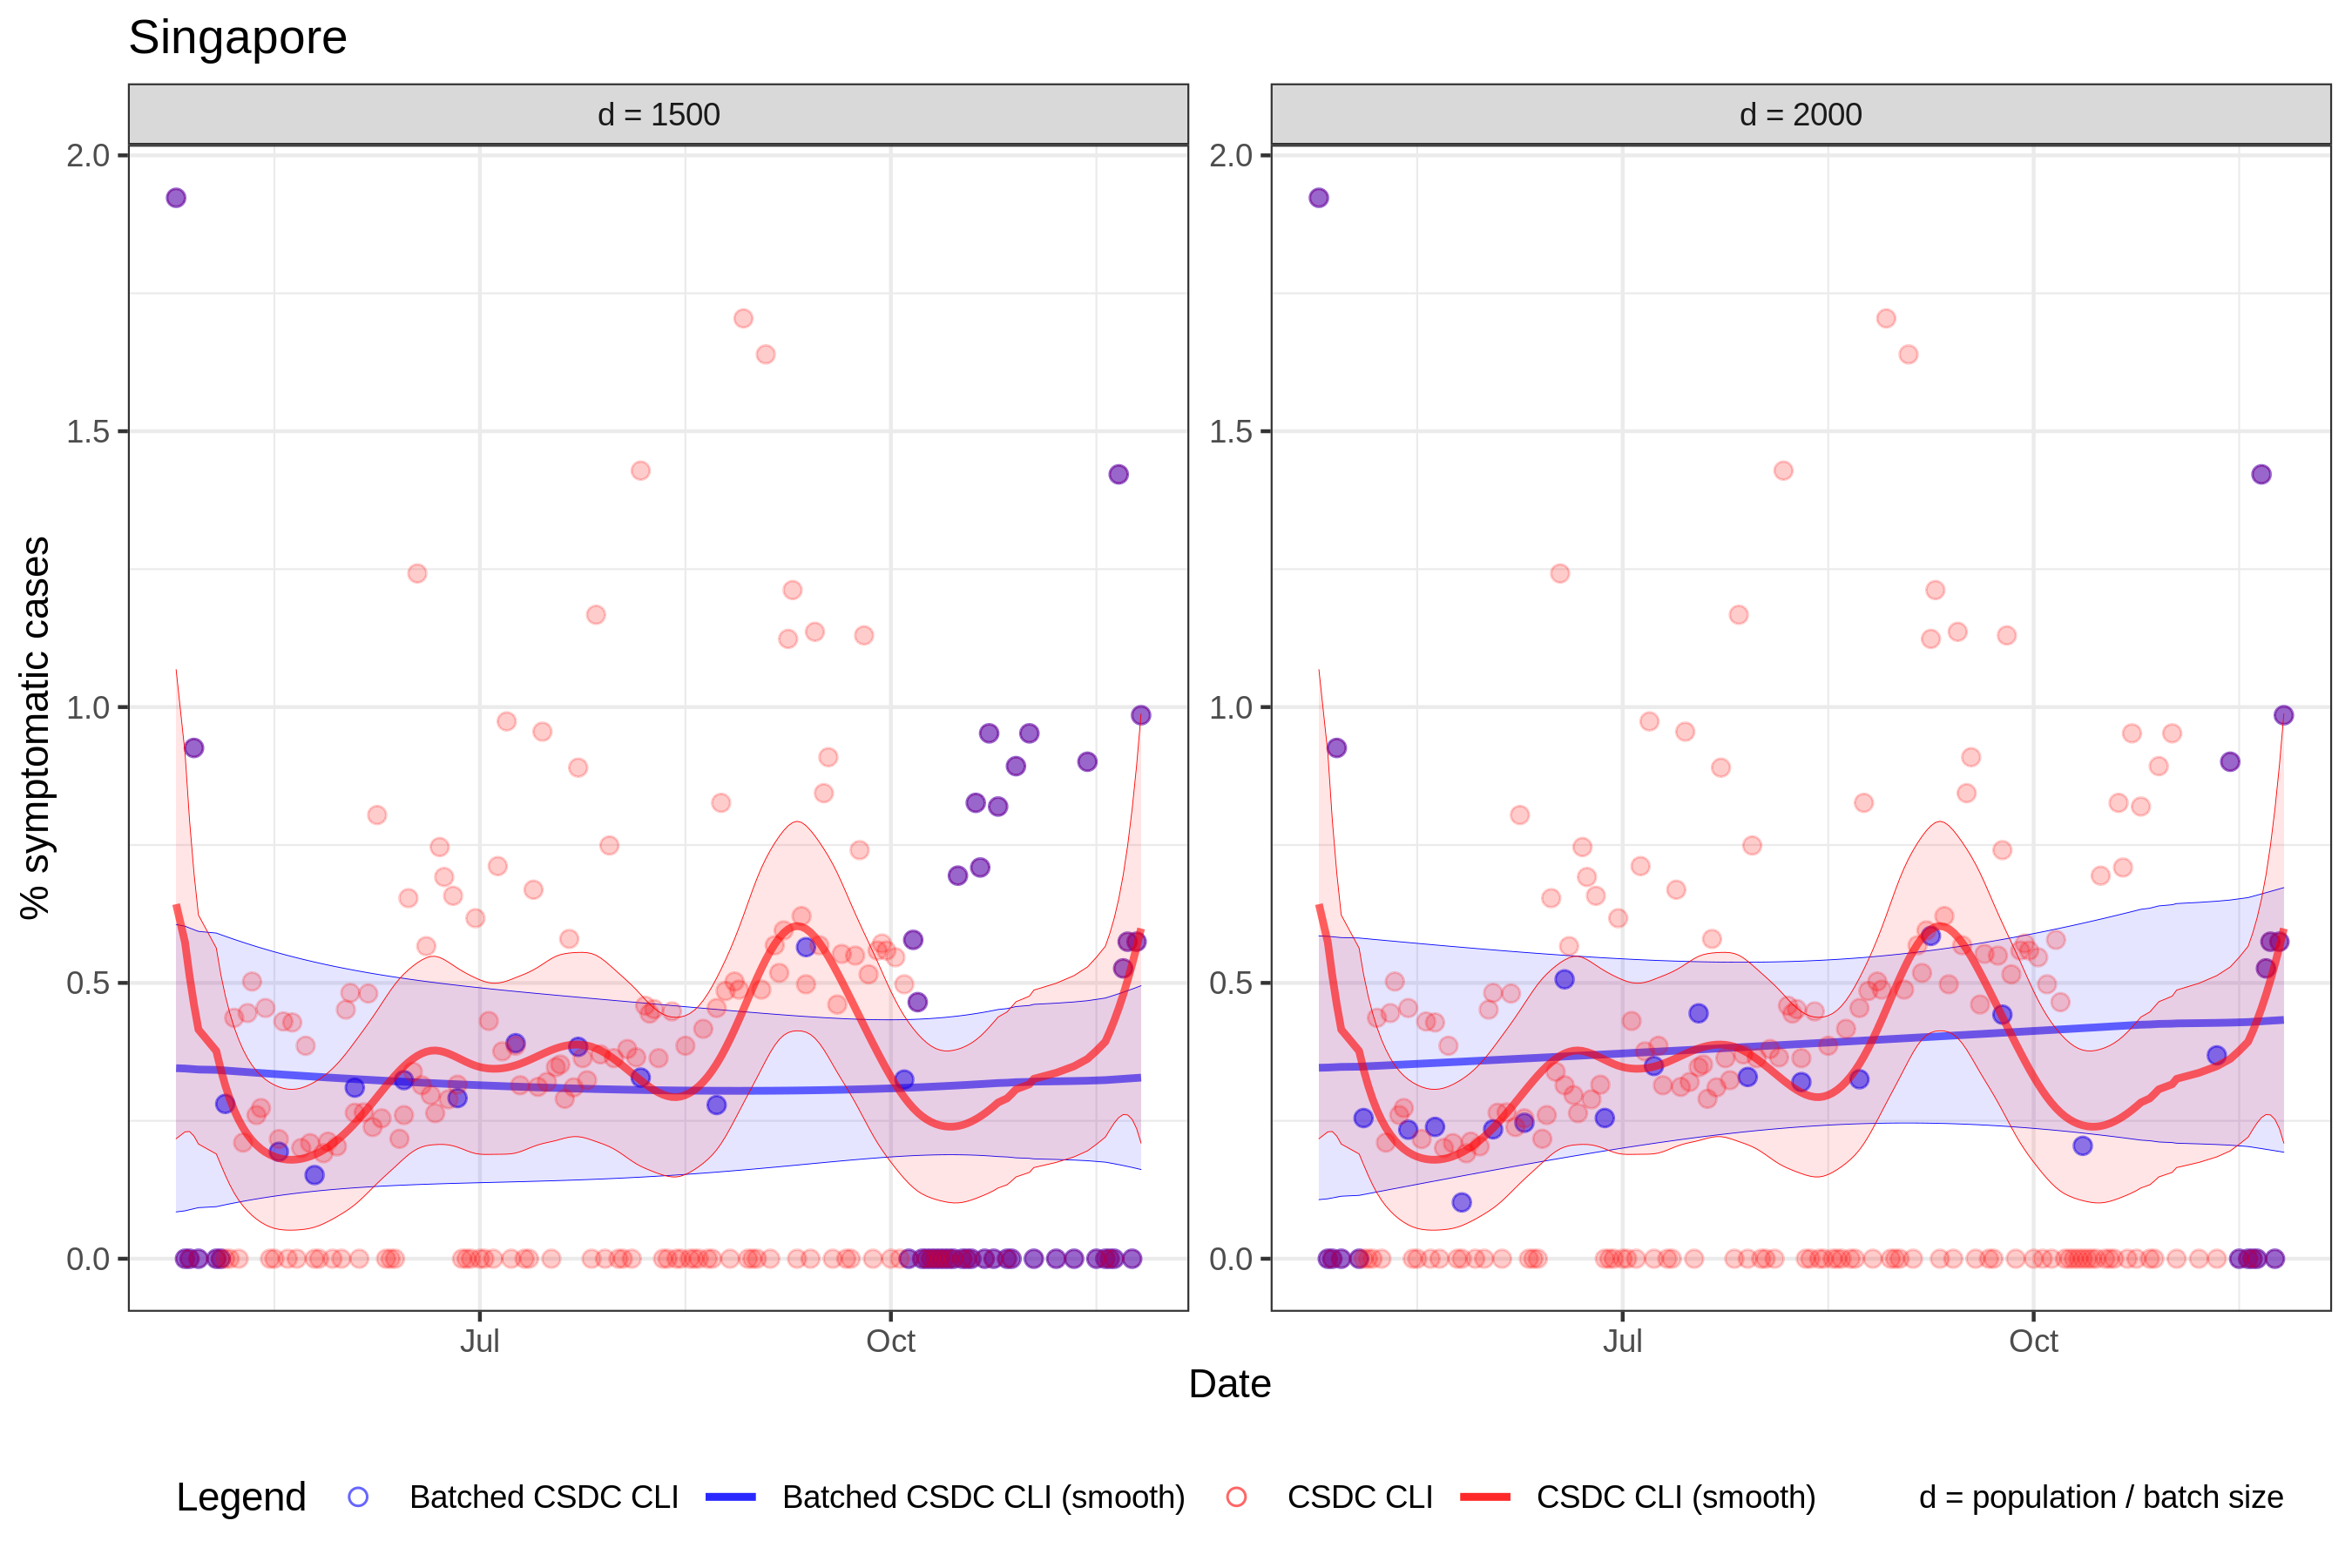 Singapore
d = 1500
d = 2000
% symptomatic cases
2.0
1.5
1.0
0.5
0.0
2.0
1.5
1.0
0.5
0.0
Jul
Oct
Jul
Oct
Date
Legend
Batched CSDC CLI
Batched CSDC CLI (smooth)
CSDC CLI
CSDC CLI (smooth)
d = population / batch size